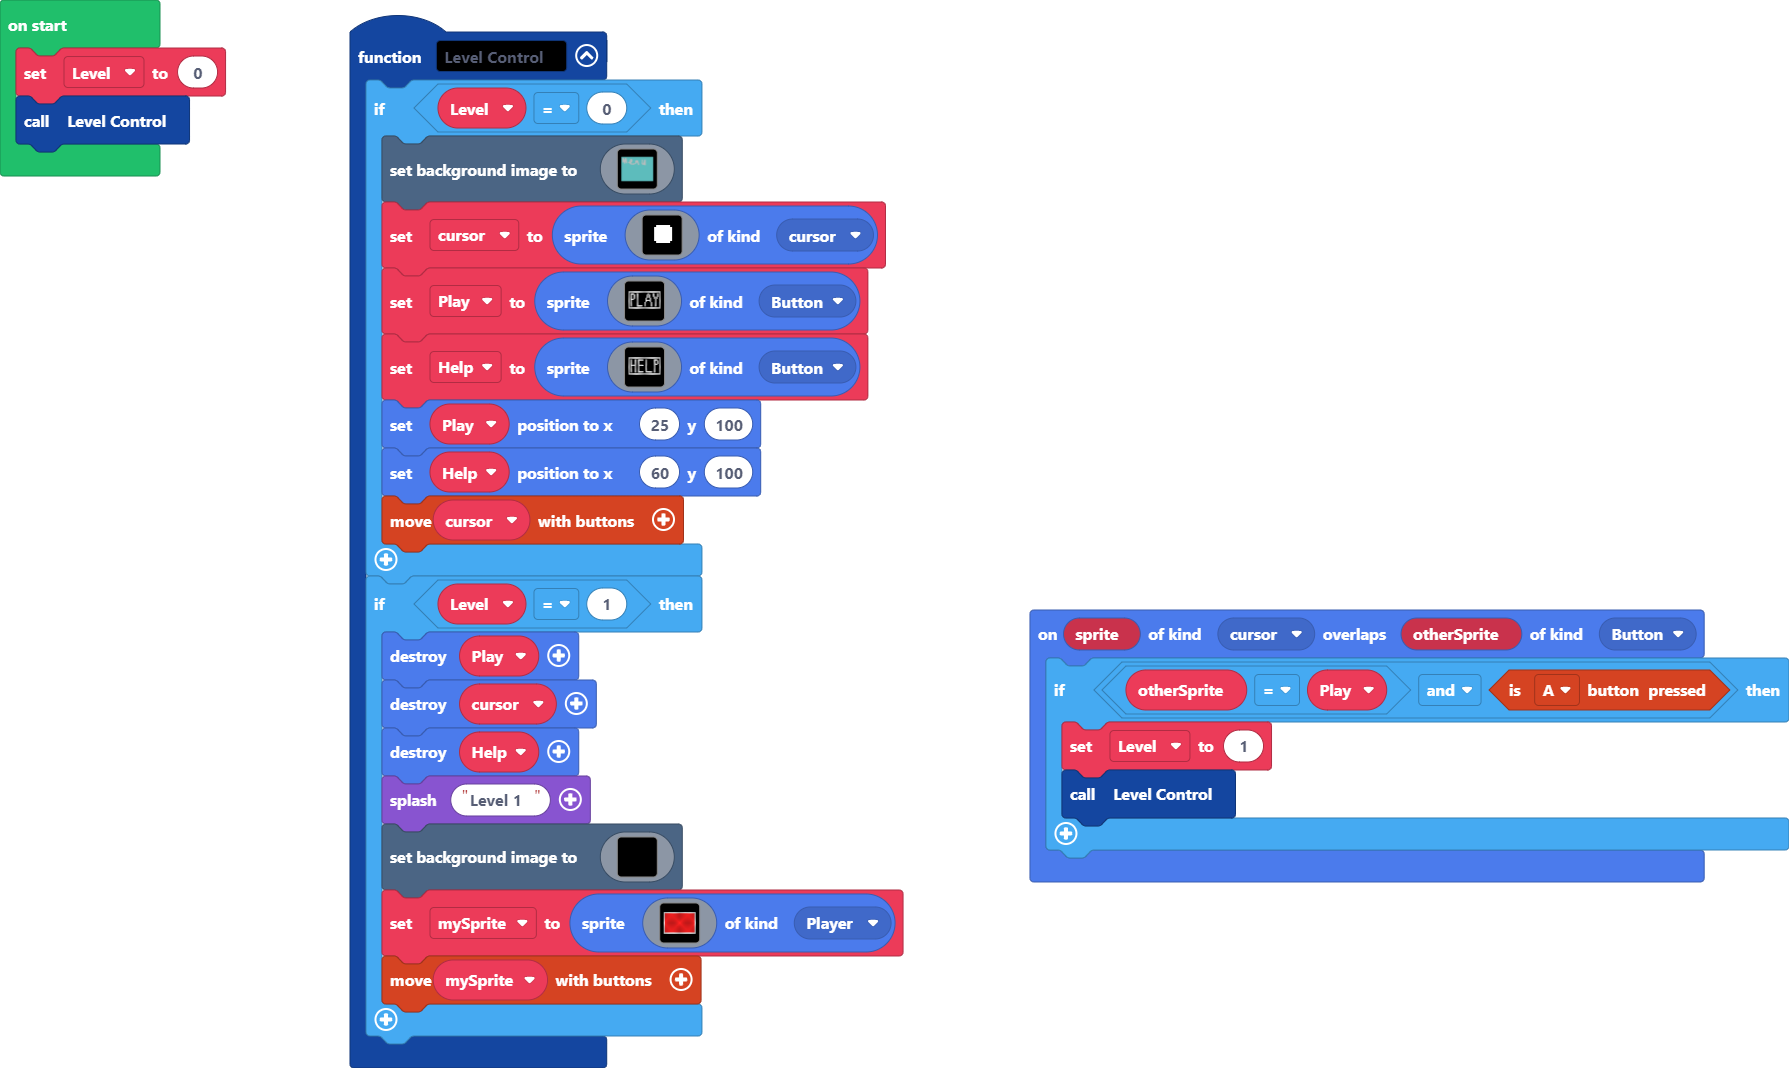 on start
set Level to 0
call Level Control
function Level Control
if Level = 0 then
set background image to
set cursor to sprite of kind cursor
set Play to sprite PLAY of kind Button
set Help to sprite HELP of kind Button
set Play position to x 25 y 100
set Help position to x 60 y 100
move cursor with buttons
if Level = 1 then
destroy Play
destroy cursor
destroy Help
splash "Level 1 "
set background image to
set mySprite to sprite of kind Player
move mySprite with buttons
on sprite of kind cursor overlaps otherSprite of kind Button
if otherSprite = Play and is A button pressed then
set Level to 1
call Level Control